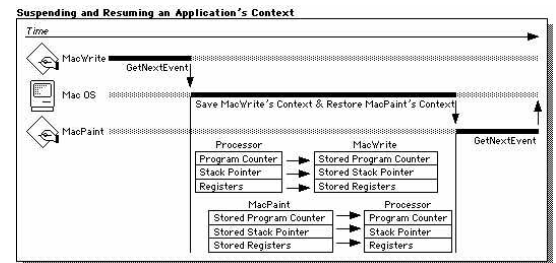 Suspending and Resuming an Application's Context
Time
MacWrite
GetNextEvent
Mac OS
Save MacWrite's Context & Restore MacPaint's Context
MacPaint
GetNextEvent
Processor MacWrite
Program Counter Stored Program Counter
Stack Pointer Stored Stack Pointer
Registers Stored Registers
MacPaint Processor
Stored Program Counter Program Counter
Stored Stack Pointer Stack Pointer
Stored Registers Registers